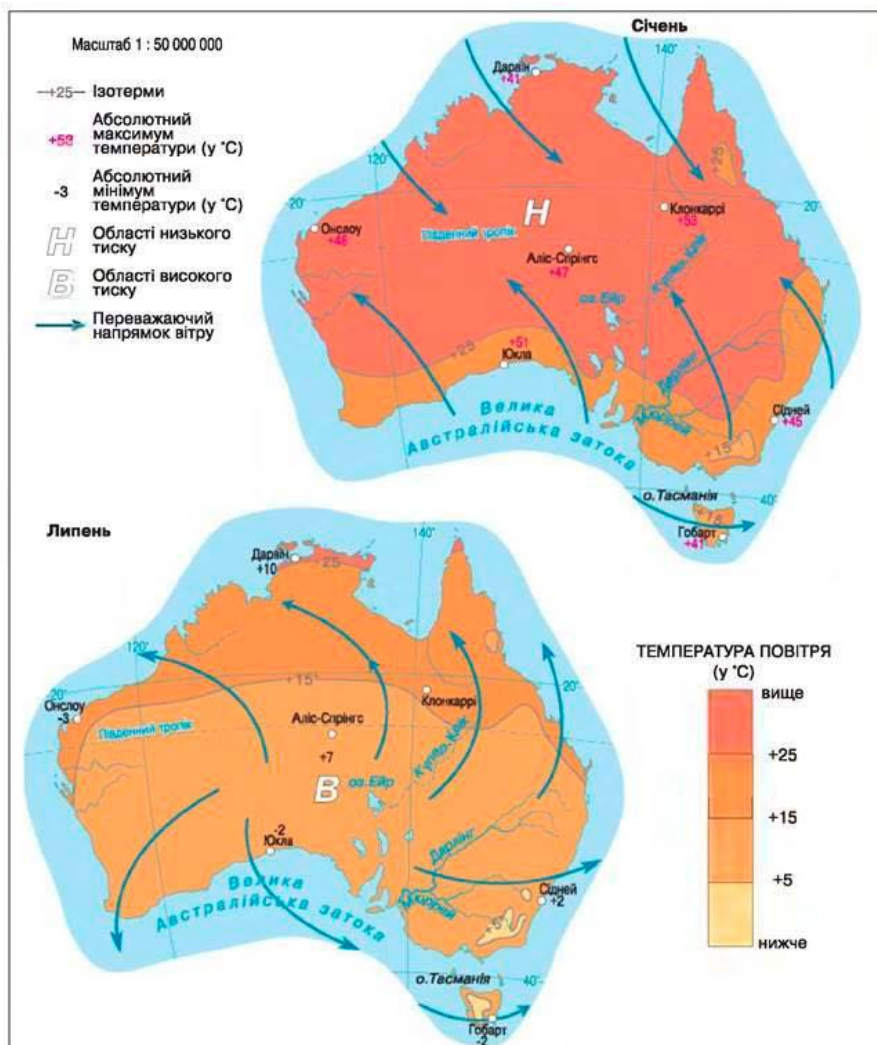 Масштаб 1 : 50 000 000
+25 Ізотерми
+53 Абсолютний
максимум
температури (у °С)
-3 Абсолютний
мінімум
температури (у °С)
Н Області низького
тиску
В Області високого
тиску
Переважаючий
напрямок вітру
Січень
140°
Дарвін
+41
120°
+25
20°
20°
Онслоу
+48
Н
Клонкаррі
+53
Південний тропік
Аліс-Спрінгс
+47
Купер-Крік
оз.Ейр
+25
+51
Юкла
Дарлінг
Муррей
Сідней
+45
Велика
Австралійська затока
+15
о.Тасманія
40°
+15
Гобарт
+41
Липень
140°
Дарвін
+10
25
120°
20°
+15
20°
Онслоу
-3
Клонкаррі
Південний тропік
Аліс-Спрінгс
+7
Купер-Крік
В
оз.Ейр
-2
Юкла
Дарлінг
Муррей
Сідней
+2
Велика
Австралійська затока
+5
о.Тасманія
40°
Гобарт
-2
ТЕМПЕРАТУРА ПОВІТРЯ
(у °С)
вище
+25
+15
+5
нижче